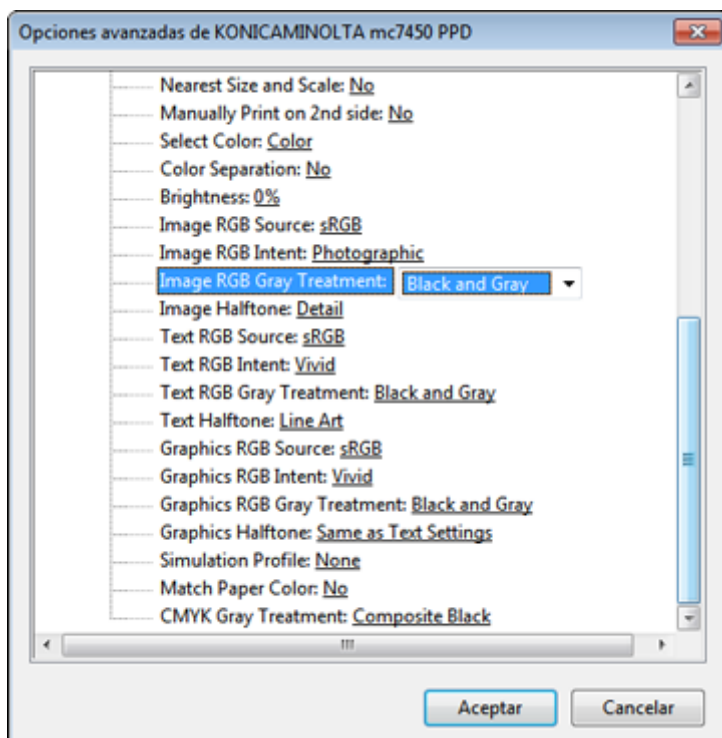 Opciones avanzadas de KONICAMINOLTA mc7450 PPD
Nearest Size and Scale: No
Manually Print on 2nd side: No
Select Color: Color
Color Separation: No
Brightness: 0%
Image RGB Source: sRGB
Image RGB Intent: Photographic
Image RGB Gray Treatment: Black and Gray
Image Halftone: Detail
Text RGB Source: sRGB
Text RGB Intent: Vivid
Text RGB Gray Treatment: Black and Gray
Text Halftone: Line Art
Graphics RGB Source: sRGB
Graphics RGB Intent: Vivid
Graphics RGB Gray Treatment: Black and Gray
Graphics Halftone: Same as Text Settings
Simulation Profile: None
Match Paper Color: No
CMYK Gray Treatment: Composite Black
Aceptar Cancelar